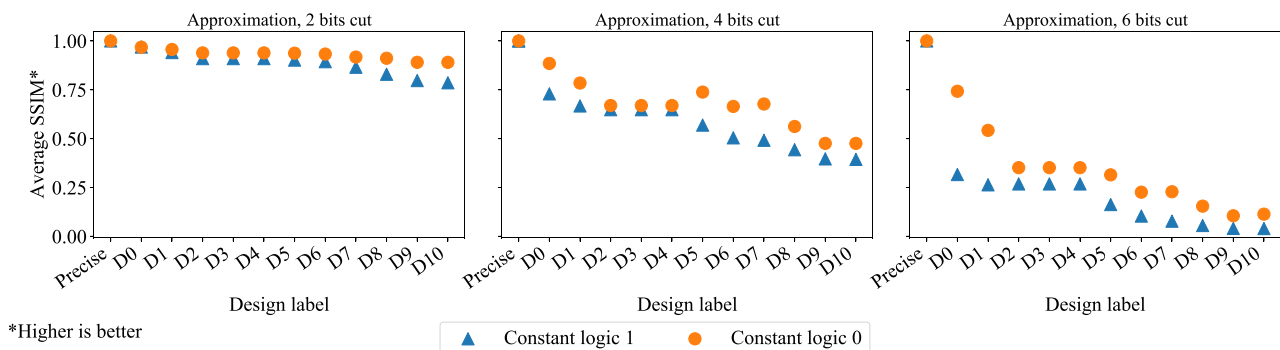 Approximation, 2 bits cut
Approximation, 4 bits cut
Approximation, 6 bits cut
Average SSIM*
1.00
0.75
0.50
0.25
0.00
Precise D0 D1 D2 D3 D4 D5 D6 D7 D8 D9 D10
Precise D0 D1 D2 D3 D4 D5 D6 D7 D8 D9 D10
Precise D0 D1 D2 D3 D4 D5 D6 D7 D8 D9 D10
Design label
Design label
Design label
*Higher is better
Constant logic 1
Constant logic 0